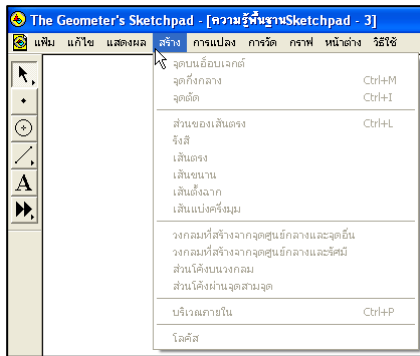 The Geometer's Sketchpad - [ความรู้พื้นฐานSketchpad - 3]
แฟ้ม แก้ไข แสดงผล สร้าง การแปลง การวัด กราฟ หน้าต่าง วิธีใช้
จุดบนอ็อบเจกต์
จุดกึ่งกลาง Ctrl+M
จุดตัด Ctrl+I
ส่วนของเส้นตรง Ctrl+L
รังสี
เส้นตรง
เส้นขนาน
เส้นตั้งฉาก
เส้นแบ่งครึ่งมุม
วงกลมที่สร้างจากจุดศูนย์กลางและจุดอื่น
วงกลมที่สร้างจากจุดศูนย์กลางและรัศมี
ส่วนโค้งบนวงกลม
ส่วนโค้งผ่านจุดสามจุด
บริเวณภายใน Ctrl+P
โลคัส
A